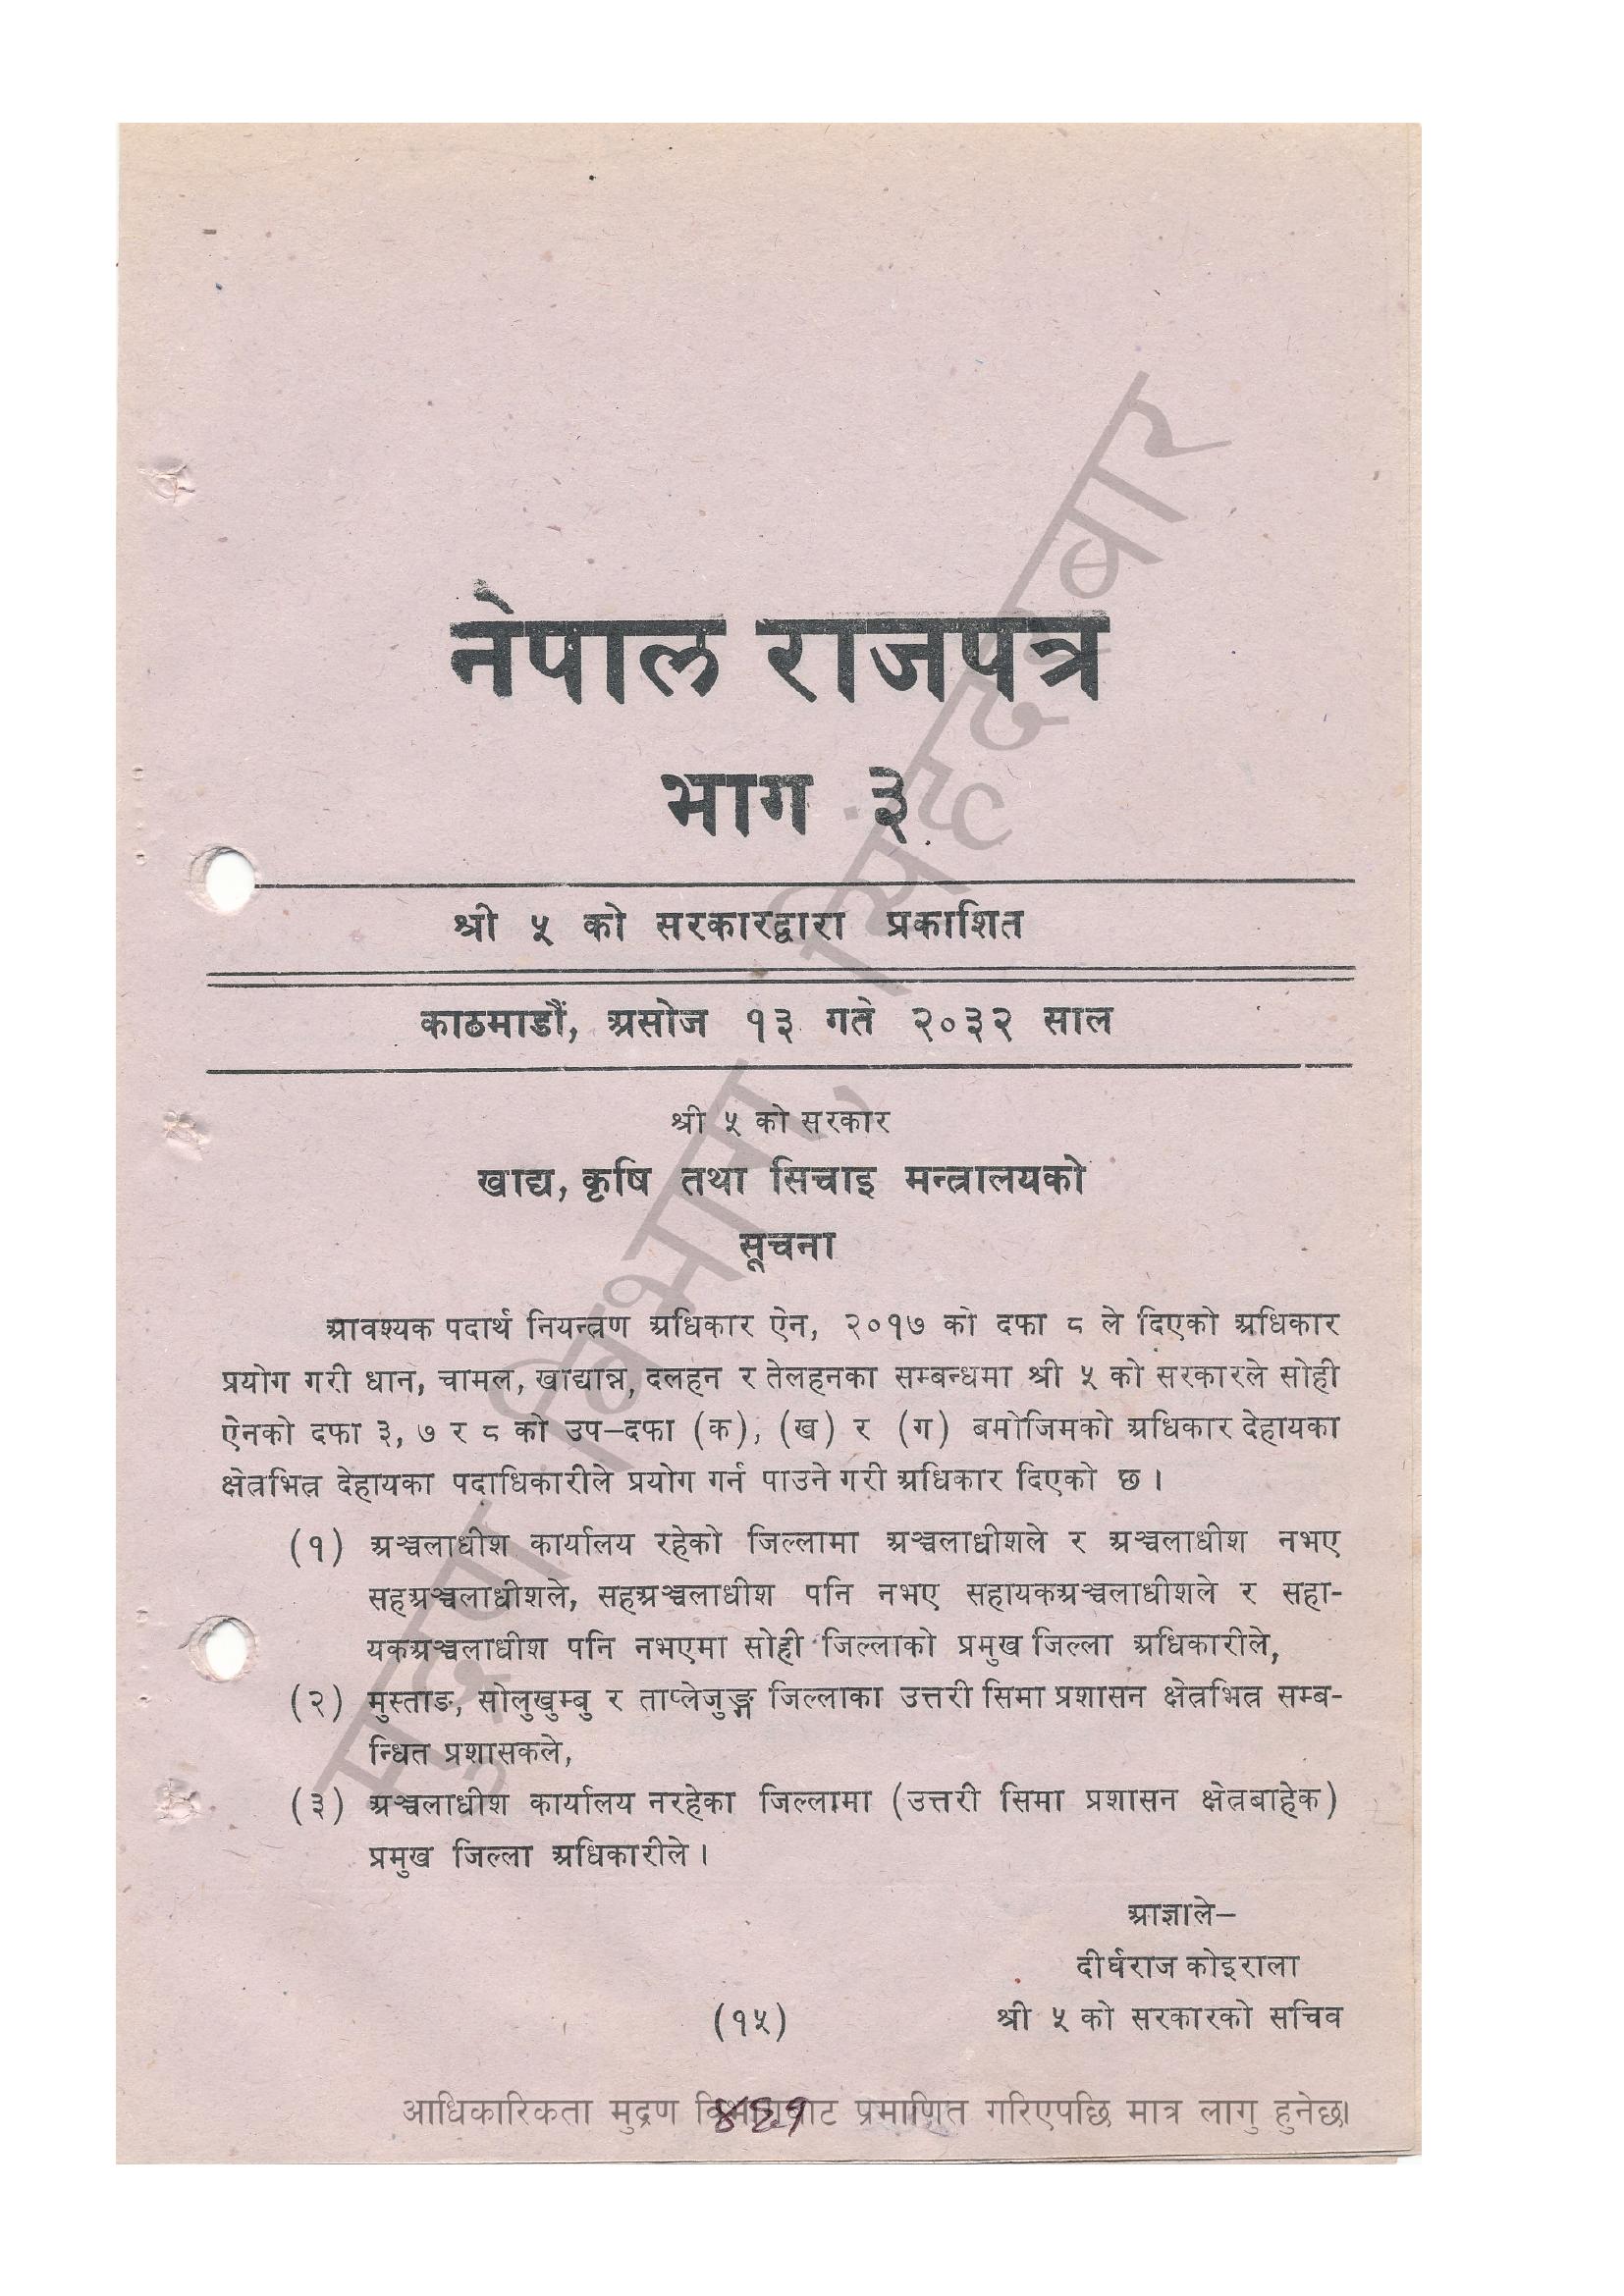 नेपाल राजपत्र
भाग ३
श्री ५ को सरकारद्वारा प्रकाशित
काठमाडौं, असोज १३ गते २०३२ साल
श्री ५ को सरकार
खाद्य, कृषि तथा सिचाइ मन्त्रालयको
सूचना
आवश्यक पदार्थ नियन्त्रण अधिकार ऐन, २०१७ को दफा ८ ले दिएको अधिकार
प्रयोग गरी धान, चामल, खाद्यान्न, दलहन र तेलहनका सम्बन्धमा श्री ५ को सरकारले सोही
ऐनको दफा ३, ७ र ८ को उप-दफा (क), (ख) र (ग) बमोजिमको अधिकार देहायका
क्षेत्रभित्र देहायका पदाधिकारीले प्रयोग गर्न पाउने गरी अधिकार दिएको छ ।
(१) अञ्चलाधीश कार्यालय रहेको जिल्लामा अञ्चलाधीशले र अञ्चलाधीश नभए
सहअञ्चलाधीशले, सहअञ्चलाधीश पनि नभए सहायकअञ्चलाधीशले र सहा-
यकअञ्चलाधीश पनि नभएमा सोही जिल्लाको प्रमुख जिल्ला अधिकारीले,
(२) मुस्ताङ, सोलुखुम्बु र ताप्लेजुङ्ग जिल्लाका उत्तरी सिमा प्रशासन क्षेत्रभित्र सम्ब-
न्धित प्रशासकले,
(३) अञ्चलाधीश कार्यालय नरहेका जिल्लामा (उत्तरी सिमा प्रशासन क्षेत्रबाहेक)
प्रमुख जिल्ला अधिकारीले ।
आज्ञाले-
दीर्घराज कोइराला
(१५) श्री ५ को सरकारको सचिव
आधिकारिकता मुद्रण विभागबाट प्रमाणित गरिएपछि मात्र लागु हुनेछ।
मुद्रण विभाग, सिंहदरबार